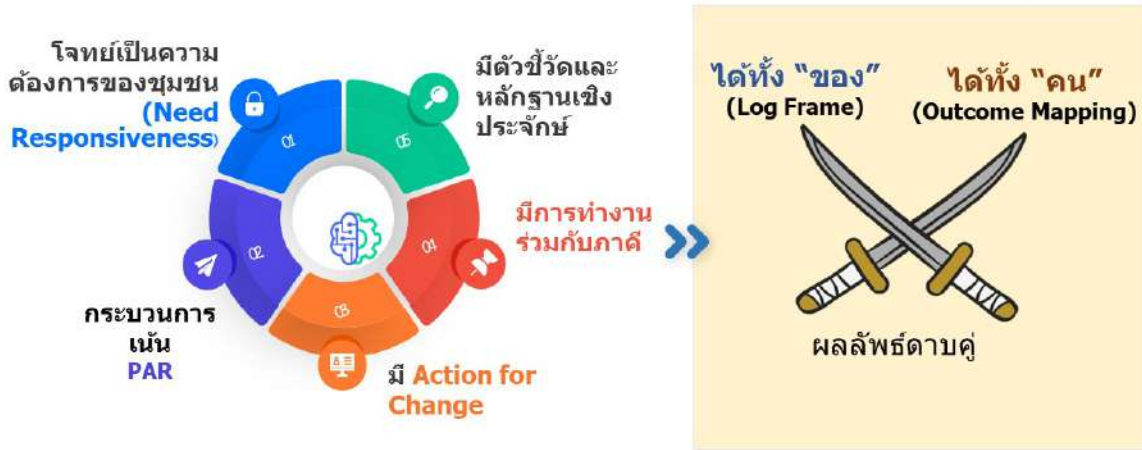 โจทย์เป็นความ
ต้องการของชุมชน
(Need
Responsiveness)
01
02
กระบวนการ
เน้น
PAR
03
มี Action for
Change
04
มีการทำงาน
ร่วมกับภาคี
05
มีตัวชี้วัดและ
หลักฐานเชิง
ประจักษ์
ได้ทั้ง “ของ”
(Log Frame)
ได้ทั้ง “คน”
(Outcome Mapping)
ผลลัพธ์ดาบคู่